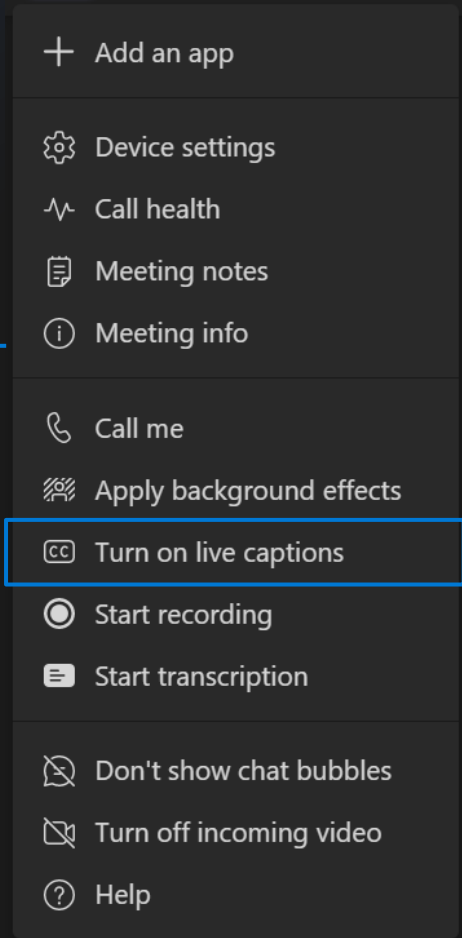 Add an app
Device settings
Call health
Meeting notes
Meeting info
Call me
Apply background effects
CC Turn on live captions
Start recording
Start transcription
Don't show chat bubbles
Turn off incoming video
? Help